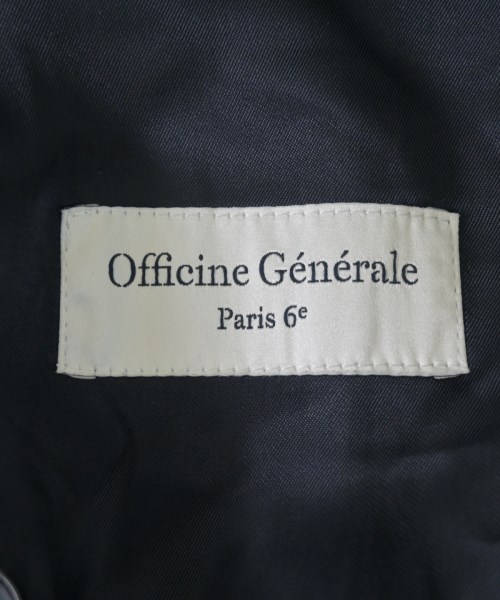 Officine Générale
Paris 6ᵉ